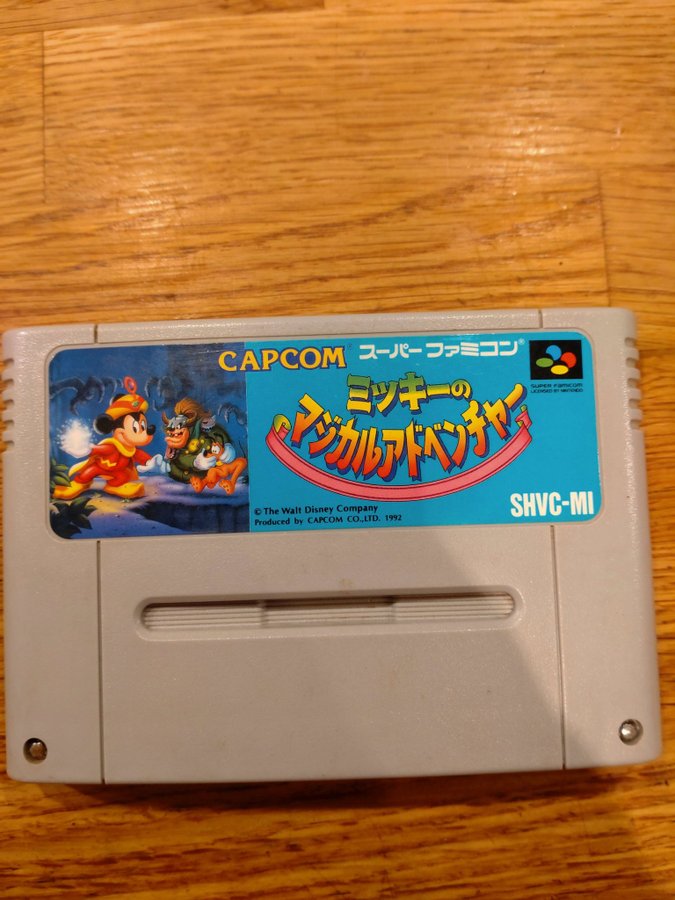 CAPCOM スーパーファミコン®
ミッキーの
マジカルアドベンチャー
SUPER FAMICOM
LICENSED BY NINTENDO
© The Walt Disney Company
Produced by CAPCOM CO.,LTD. 1992
SHVC-MI